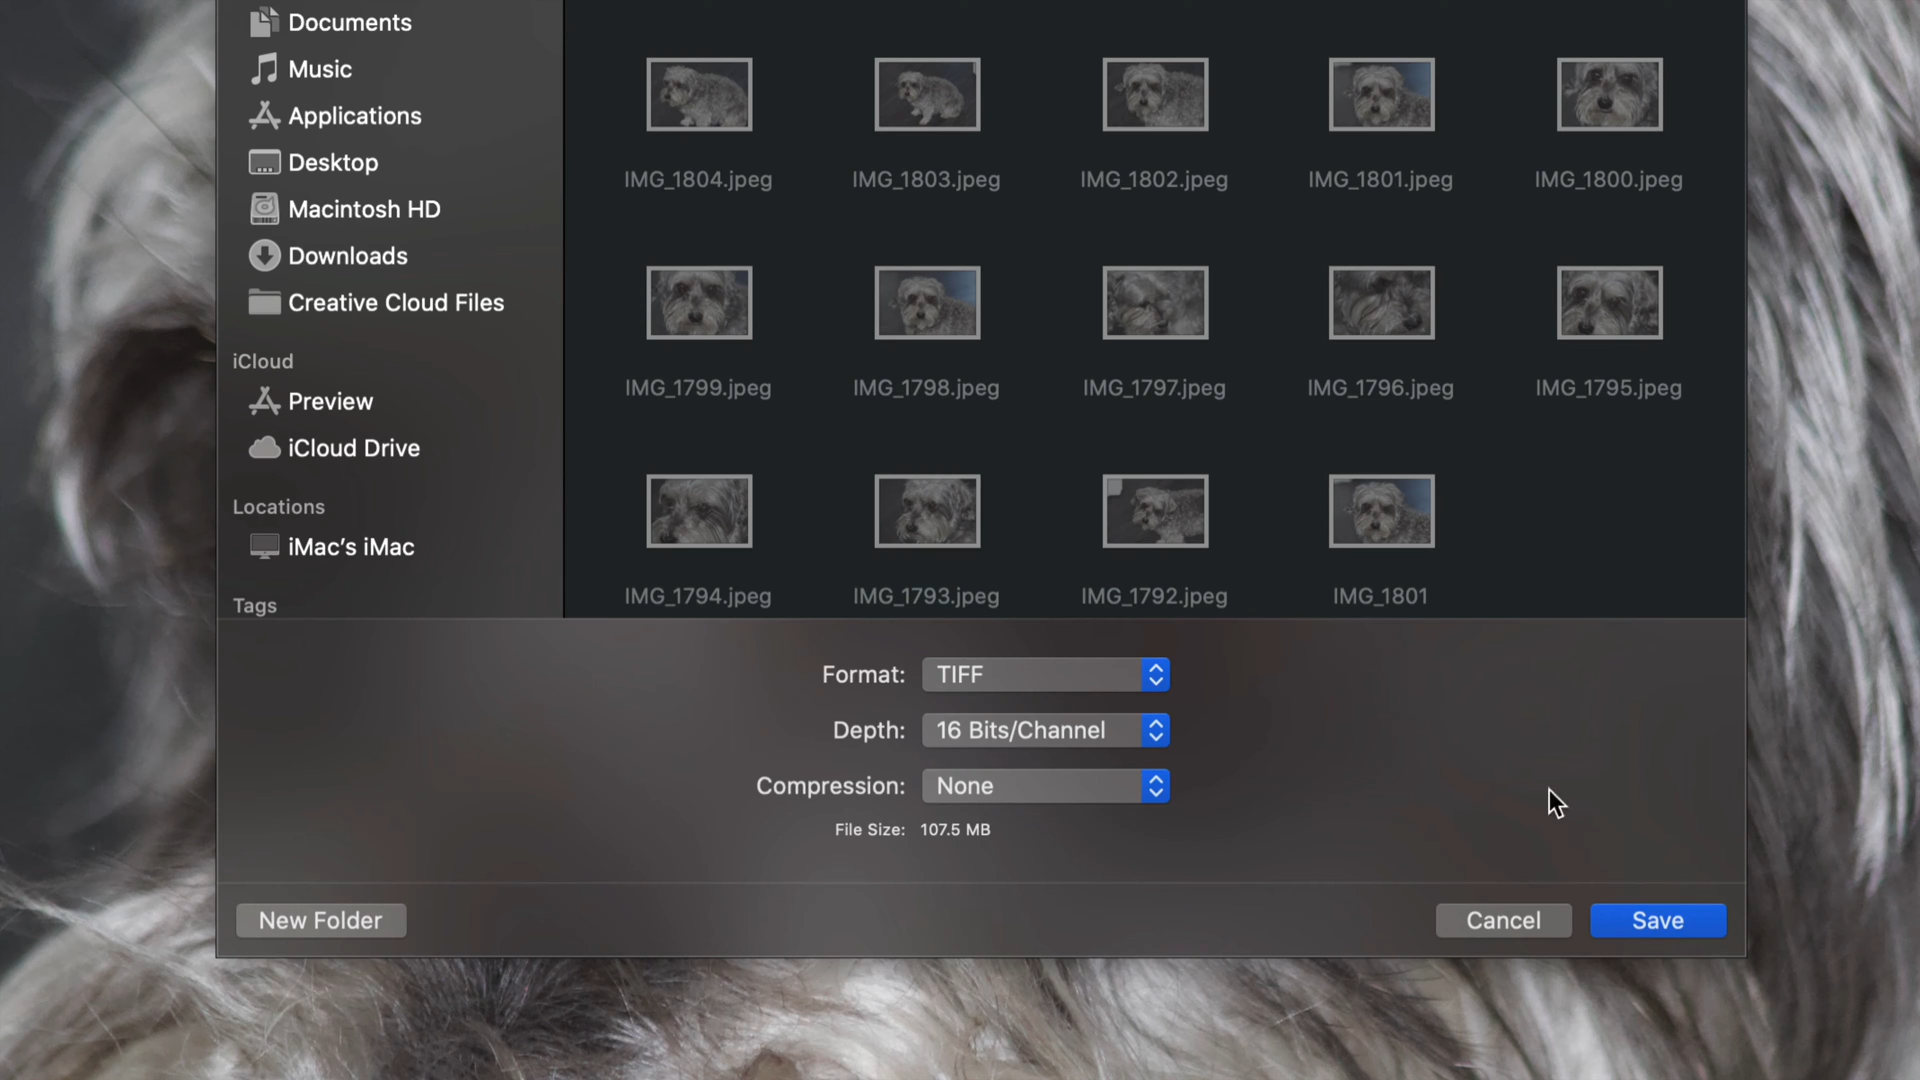 Documents
Music
Applications
Desktop
Macintosh HD
Downloads
Creative Cloud Files
iCloud
Preview
iCloud Drive
Locations
iMac’s iMac
Tags
IMG_1804.jpeg
IMG_1803.jpeg
IMG_1802.jpeg
IMG_1801.jpeg
IMG_1800.jpeg
IMG_1799.jpeg
IMG_1798.jpeg
IMG_1797.jpeg
IMG_1796.jpeg
IMG_1795.jpeg
IMG_1794.jpeg
IMG_1793.jpeg
IMG_1792.jpeg
IMG_1801
Format: TIFF
Depth: 16 Bits/Channel
Compression: None
File Size: 107.5 MB
New Folder
Cancel
Save